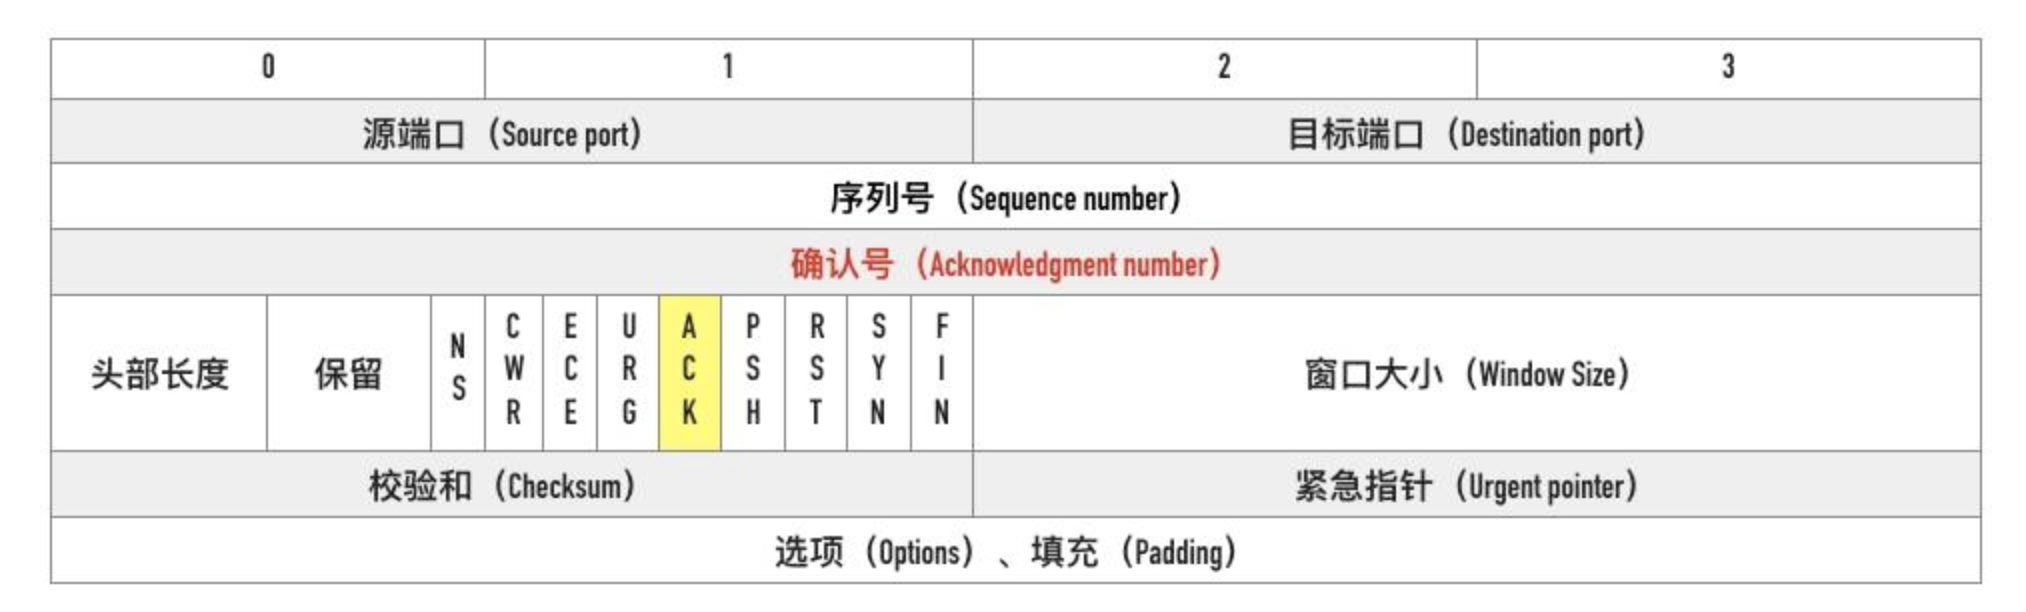 0 1 2 3
源端口（Source port） 目标端口（Destination port）
序列号（Sequence number）
确认号（Acknowledgment number）
头部长度 保留 NS CWR ECE URG ACK PSH RST SYN FIN 窗口大小（Window Size）
校验和（Checksum） 紧急指针（Urgent pointer）
选项（Options）、填充（Padding）